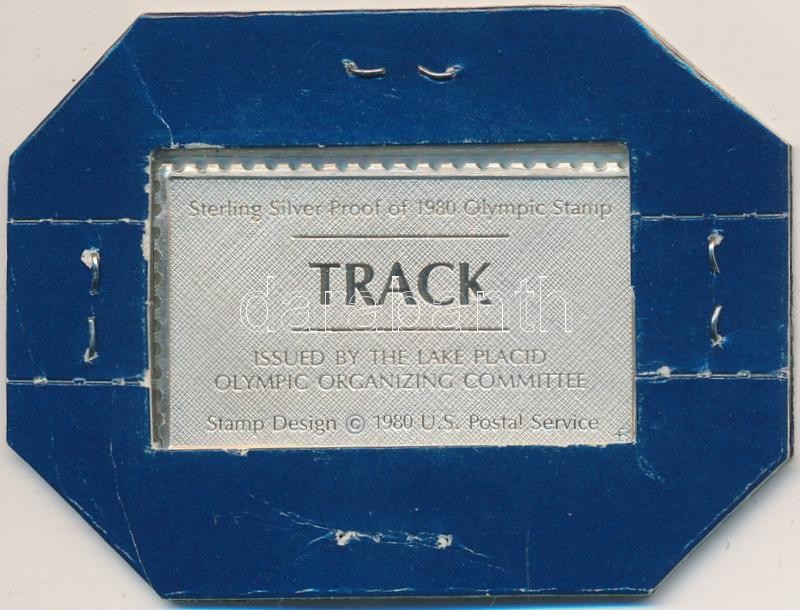 Sterling Silver Proof of 1980 Olympic Stamp
TRACK
darabanth
ISSUED BY THE LAKE PLACID
OLYMPIC ORGANIZING COMMITTEE
Stamp Design © 1980 U.S. Postal Service